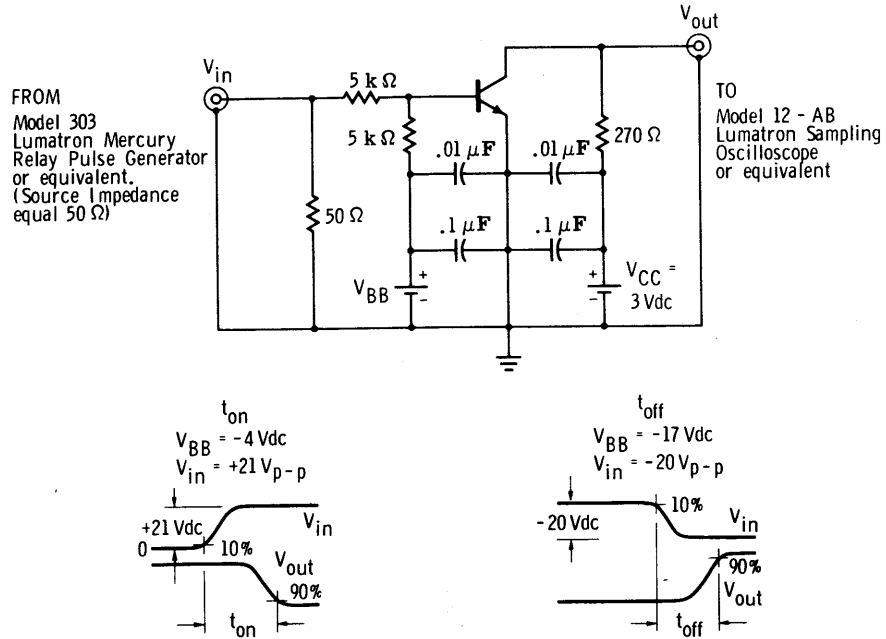 V_out
V_in
5 k Ω
FROM
Model 303
Lumatron Mercury
Relay Pulse Generator
or equivalent.
(Source Impedance
equal 50 Ω)
5 k Ω
.01 μF
.01 μF
270 Ω
TO
Model 12 - AB
Lumatron Sampling
Oscilloscope
or equivalent
50 Ω
.1 μF
.1 μF
V_BB
+
-
+
-
V_CC =
3 Vdc
t_on
V_BB = -4 Vdc
V_in = +21 V_p-p
+21 Vdc
0
10%
V_in
V_out
90%
t_on
t_off
V_BB = -17 Vdc
V_in = -20 V_p-p
-20 Vdc
10%
V_in
90%
V_out
t_off